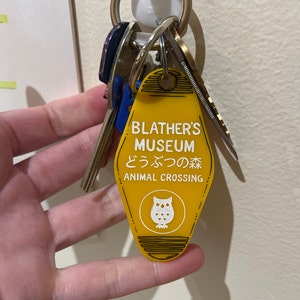 BLATHER'S
MUSEUM
どうぶつの森
ANIMAL CROSSING